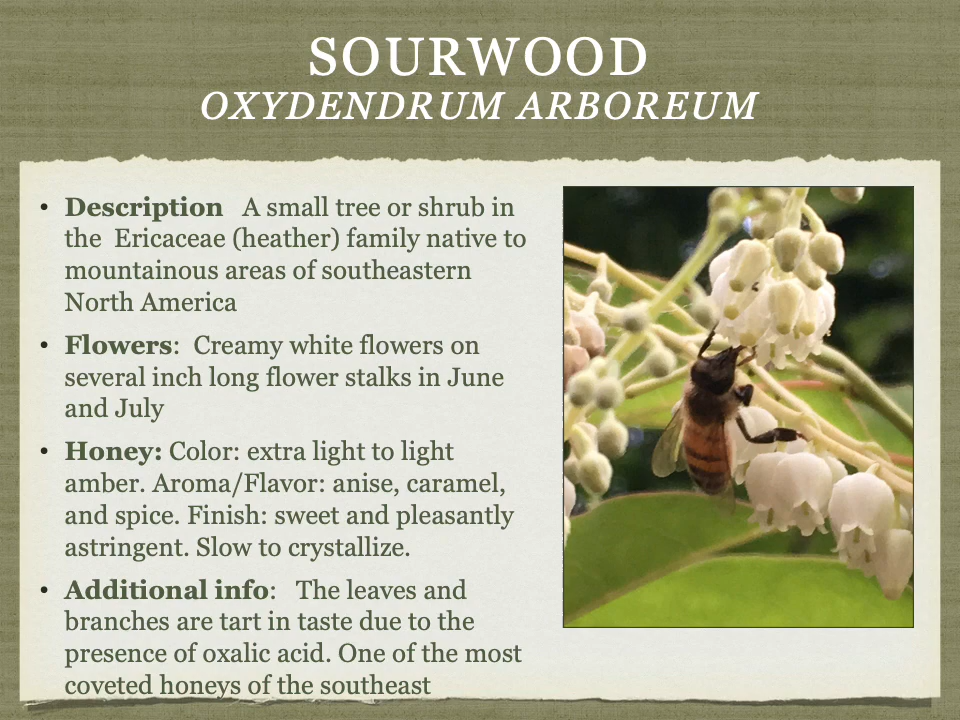 SOURWOOD
OXYDENDRUM ARBOREUM
• Description   A small tree or shrub in
the  Ericaceae (heather) family native to
mountainous areas of southeastern
North America
• Flowers:  Creamy white flowers on
several inch long flower stalks in June
and July
• Honey: Color: extra light to light
amber. Aroma/Flavor: anise, caramel,
and spice. Finish: sweet and pleasantly
astringent. Slow to crystallize.
• Additional info:   The leaves and
branches are tart in taste due to the
presence of oxalic acid. One of the most
coveted honeys of the southeast